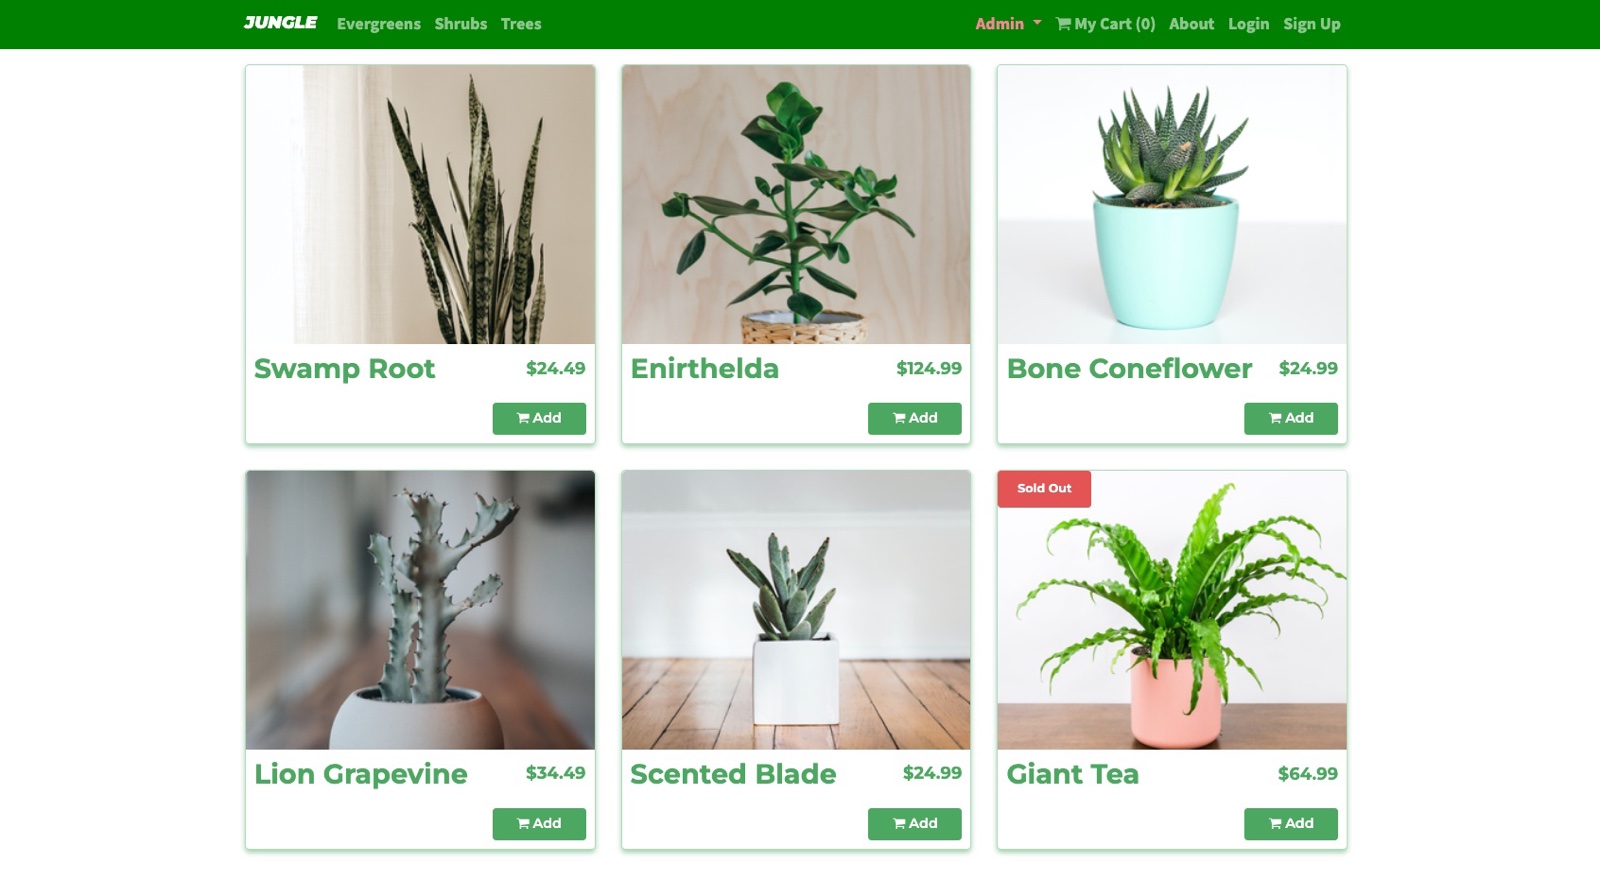 JUNGLE Evergreens Shrubs Trees Admin My Cart (0) About Login Sign Up
Swamp Root $24.49
Add
Enirthelda $124.99
Add
Bone Coneflower $24.99
Add
Lion Grapevine $34.49
Add
Scented Blade $24.99
Add
Sold Out
Giant Tea $64.99
Add